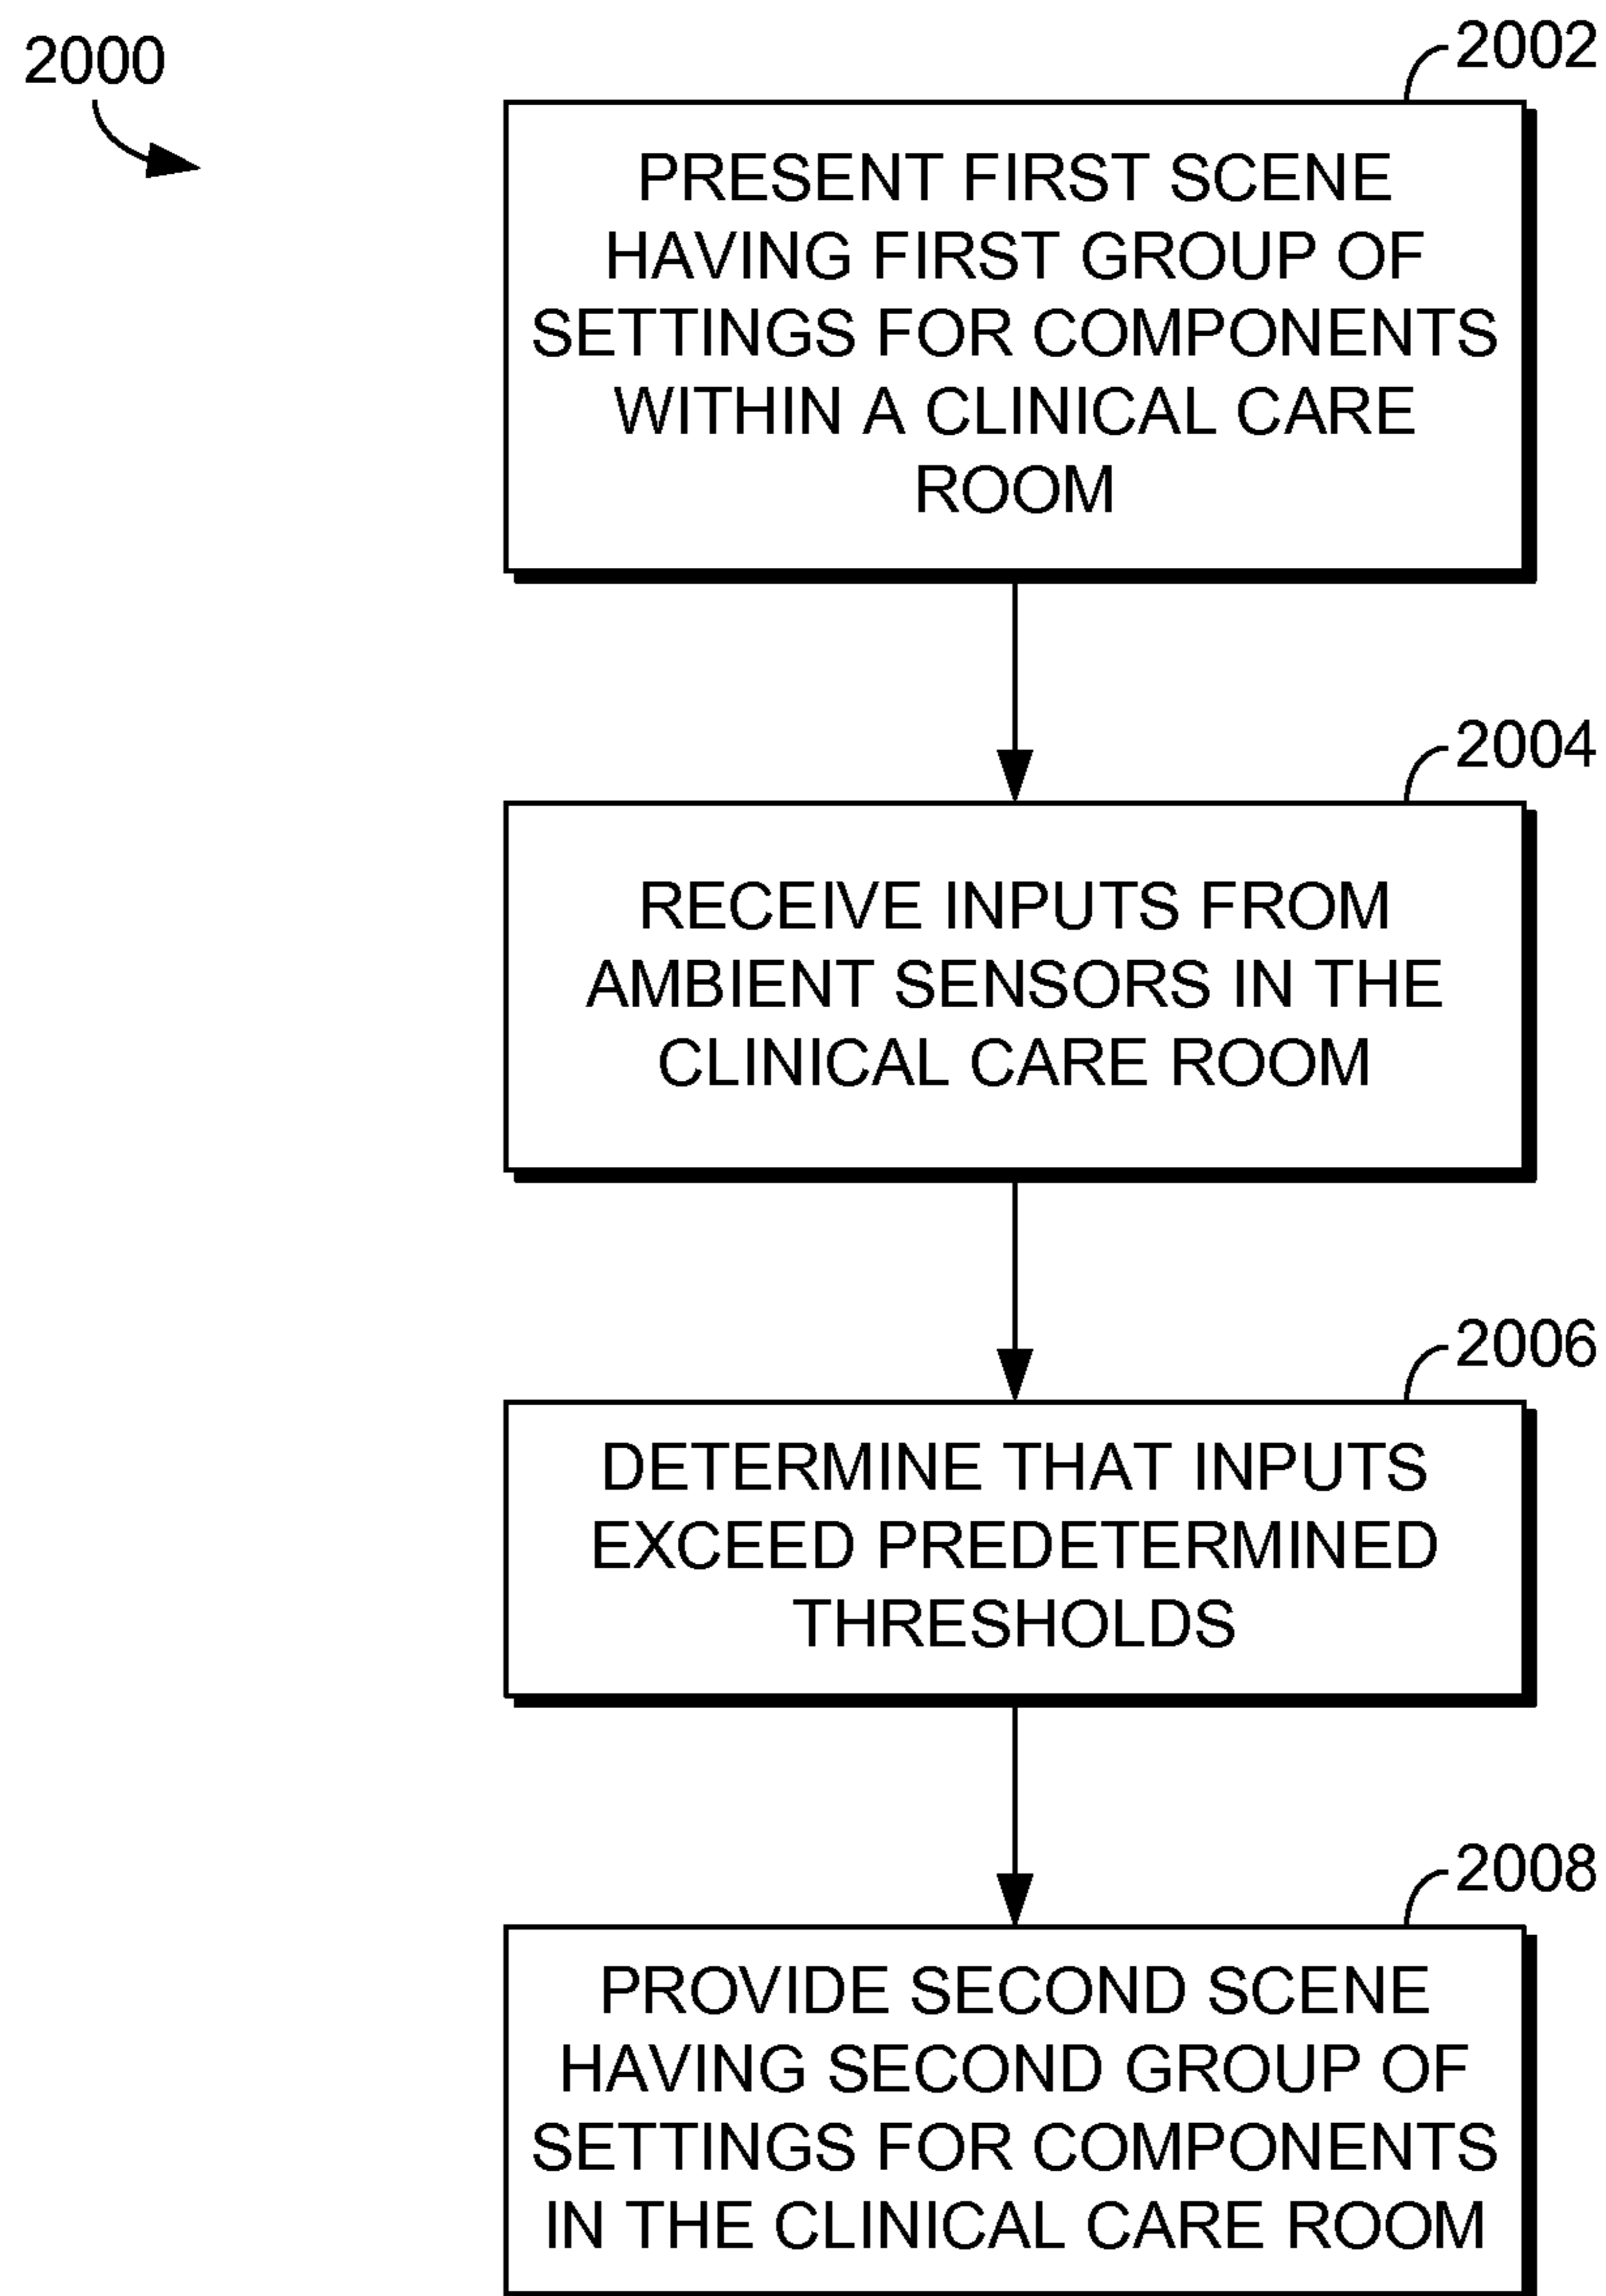 2000
2002
PRESENT FIRST SCENE
HAVING FIRST GROUP OF
SETTINGS FOR COMPONENTS
WITHIN A CLINICAL CARE
ROOM
2004
RECEIVE INPUTS FROM
AMBIENT SENSORS IN THE
CLINICAL CARE ROOM
2006
DETERMINE THAT INPUTS
EXCEED PREDETERMINED
THRESHOLDS
2008
PROVIDE SECOND SCENE
HAVING SECOND GROUP OF
SETTINGS FOR COMPONENTS
IN THE CLINICAL CARE ROOM